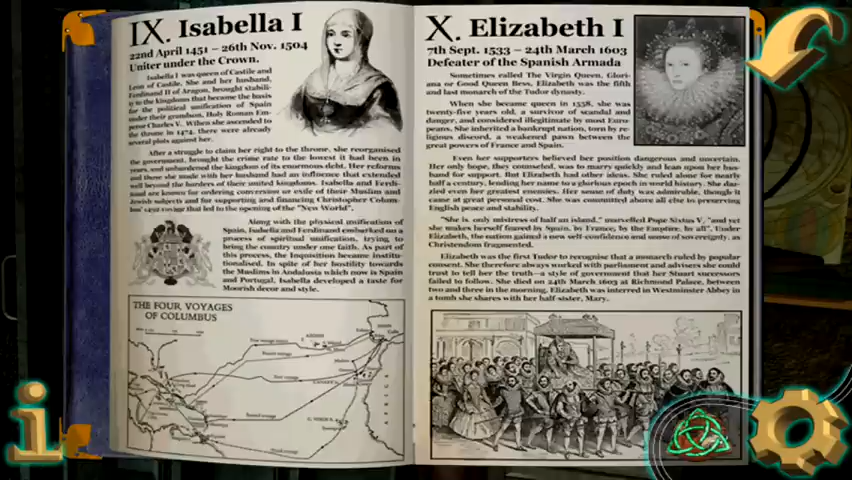 IX. Isabella I
22nd April 1451 – 26th Nov. 1504
Uniter under the Crown.
Isabella I was queen of Castile and
Leon of Castile. She and her husband,
Ferdinand II of Aragon, brought stabili-
ty to the kingdoms that became the basis
for the political unification of Spain
under their grandson, Holy Roman Em-
peror Charles V. When she ascended to
the throne in 1474, there were already
several plots against her.
After a struggle to claim her right to the throne, she reorganised
the government, brought the crime rate to the lowest it had been in
years, and unburdened the kingdom of its enormous debt. Her reforms
and those she made with her husband had an influence that extended
well beyond the borders of their united kingdoms. Isabella and Ferdi-
nand are known for ordering conversion or exile of their Muslim and
Jewish subjects and for supporting and financing Christopher Colum-
bus' 1492 voyage that led to the opening of the "New World".
Along with the physical unification of
Spain, Isabella and Ferdinand embarked on a
process of spiritual unification, trying to
bring the country under one faith. As part of
this process, the Inquisition became institu-
tionalised. In spite of her hostility towards
the Muslims in Andalusia which now is Spain
and Portugal, Isabella developed a taste for
Moorish decor and style.
THE FOUR VOYAGES
OF COLUMBUS
X. Elizabeth I
7th Sept. 1533 – 24th March 1603
Defeater of the Spanish Armada
Sometimes called The Virgin Queen, Glori-
ana or Good Queen Bess, Elizabeth was the fifth
and last monarch of the Tudor dynasty.
When she became queen in 1558, she was
twenty-five years old, a survivor of scandal and
danger, and considered illegitimate by most Euro-
peans. She inherited a bankrupt nation, torn by re-
ligious discord, a weakened pawn between the
great powers of France and Spain.
Even her supporters believed her position dangerous and uncertain.
Her only hope, they counseled, was to marry quickly and lean upon her hus-
band for support. But Elizabeth had other ideas. She ruled alone for nearly
half a century, lending her name to a glorious epoch in world history. She daz-
zled even her greatest enemies. Her sense of duty was admirable, though it
came at great personal cost. She was committed above all else to preserving
English peace and stability.
"She is only mistress of half an island," marvelled Pope Sixtus V, "and yet
she makes herself feared by Spain, by France, by the Empire, by all". Under
Elizabeth, the nation gained a new self-confidence and sense of sovereignty, as
Christendom fragmented.
Elizabeth was the first Tudor to recognise that a monarch ruled by popular
consent. She therefore always worked with parliament and advisers she could
trust to tell her the truth—a style of government that her Stuart successors
failed to follow. She died on 24th March 1603 at Richmond Palace, between
two and three in the morning. Elizabeth was interred in Westminster Abbey in
a tomb she shares with her half-sister, Mary.